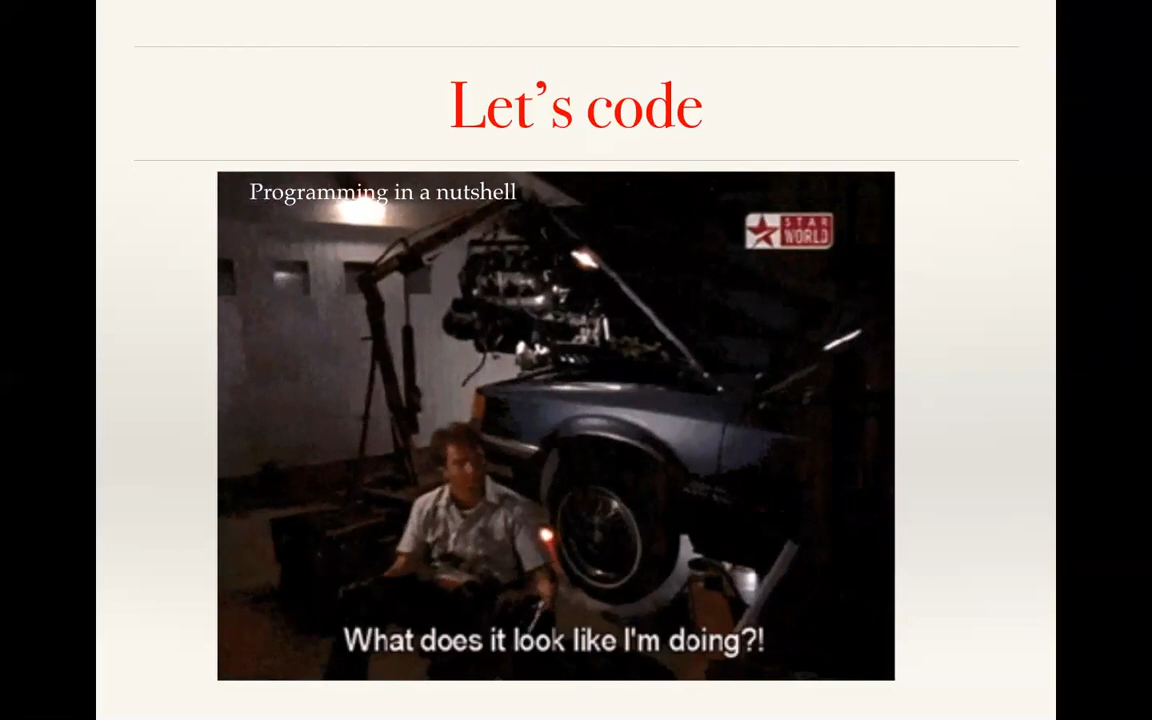 Let's code
Programming in a nutshell
STAR
WORLD
What does it look like I'm doing?!